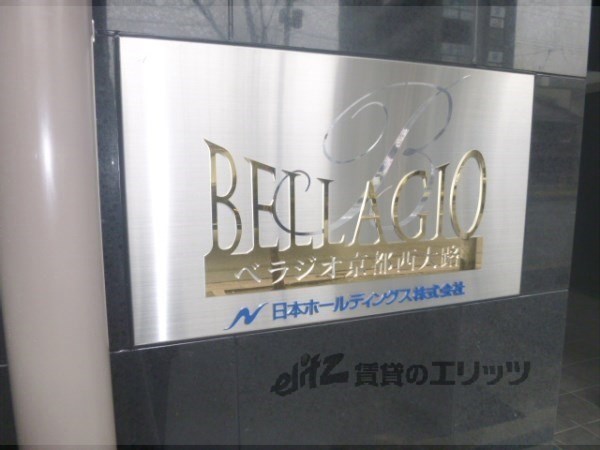 B
BELLAGIO
ベラジオ京都西大路
N 日本ホールディングス株式会社
elitz 賃貸のエリッツ